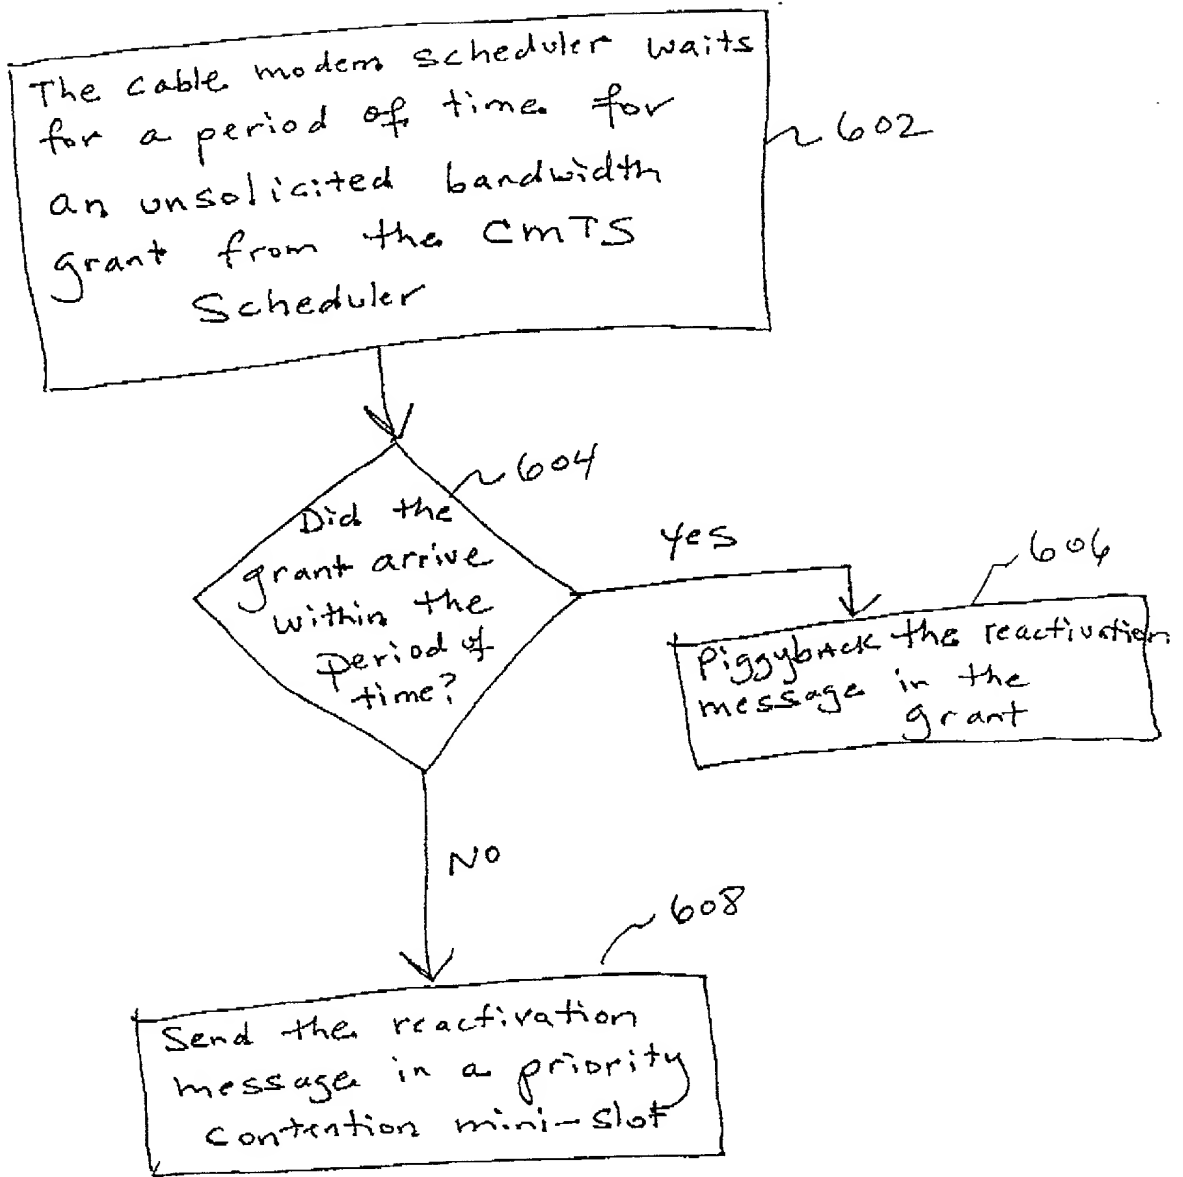 The cable modem scheduler waits
for a period of time for
an unsolicited bandwidth
grant from the CMTS
Scheduler
602
604
Did the
grant arrive
within the
period of
time?
yes
606
Piggyback the reactivation
message in the
grant
NO
608
Send the reactivation
message in a priority
contention mini-slot